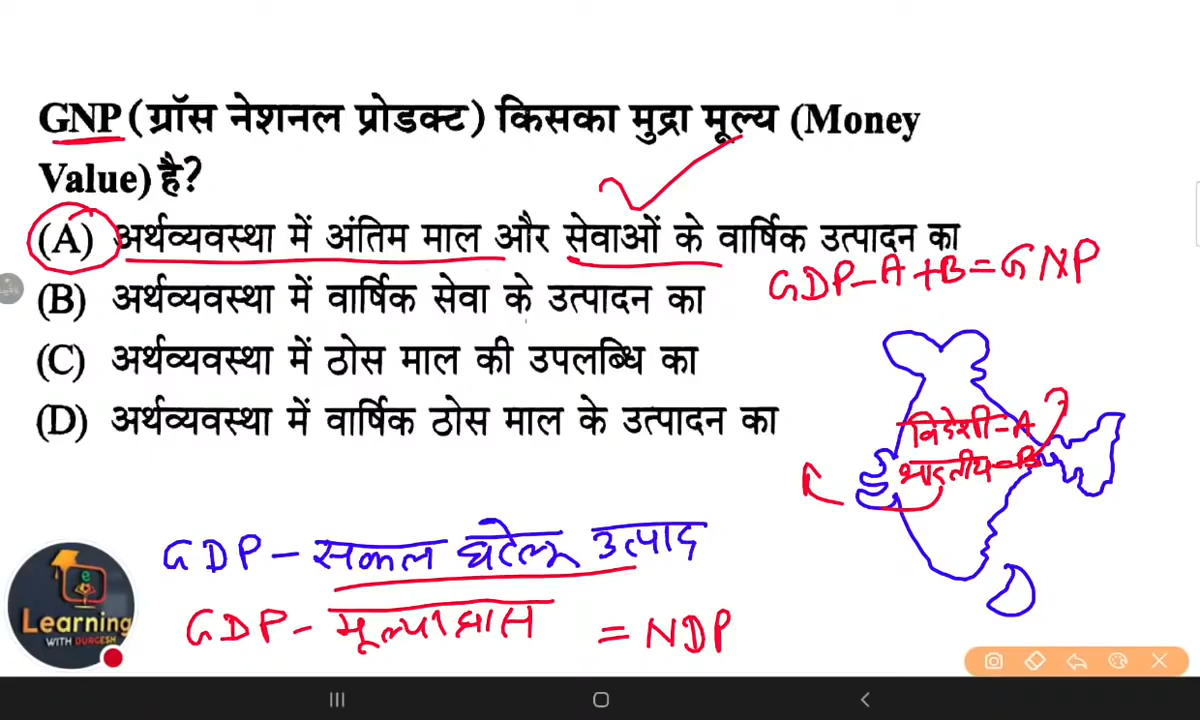 GNP (ग्रॉस नेशनल प्रोडक्ट) किसका मुद्रा मूल्य (Money
Value) है?
(A) अर्थव्यवस्था में अंतिम माल और सेवाओं के वार्षिक उत्पादन का
(B) अर्थव्यवस्था में वार्षिक सेवा के उत्पादन का
(C) अर्थव्यवस्था में ठोस माल की उपलब्धि का
(D) अर्थव्यवस्था में वार्षिक ठोस माल के उत्पादन का
GDP-A+B=GNP
विदेशी-A
भारतीय-B
GDP-सकल घरेलू उत्पाद
GDP-मूल्य ह्रास =NDP
e
Learning
WITH DURGESH